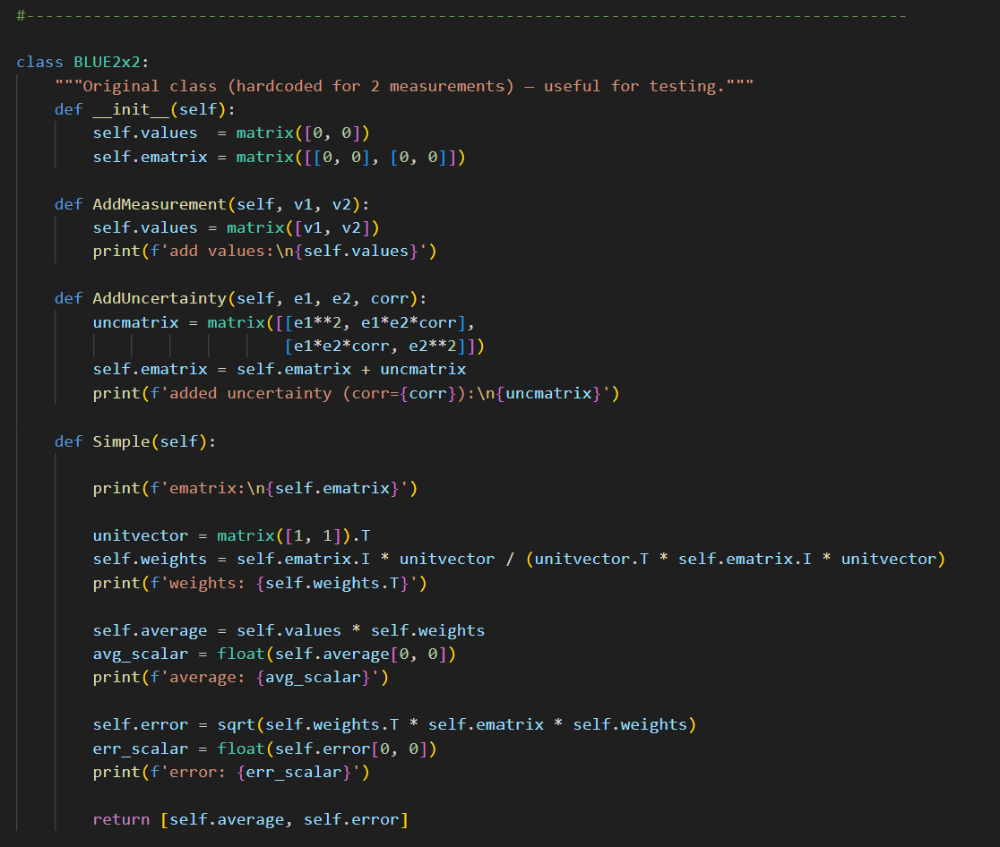 #--------------------------------------------------------------------------------------------

class BLUE2x2:
    """Original class (hardcoded for 2 measurements) — useful for testing."""
    def __init__(self):
        self.values  = matrix([0, 0])
        self.ematrix = matrix([[0, 0], [0, 0]])

    def AddMeasurement(self, v1, v2):
        self.values = matrix([v1, v2])
        print(f'add values:\n{self.values}')

    def AddUncertainty(self, e1, e2, corr):
        uncmatrix = matrix([[e1**2, e1*e2*corr],
                            [e1*e2*corr, e2**2]])
        self.ematrix = self.ematrix + uncmatrix
        print(f'added uncertainty (corr={corr}):\n{uncmatrix}')

    def Simple(self):

        print(f'ematrix:\n{self.ematrix}')

        unitvector = matrix([1, 1]).T
        self.weights = self.ematrix.I * unitvector / (unitvector.T * self.ematrix.I * unitvector)
        print(f'weights: {self.weights.T}')

        self.average = self.values * self.weights
        avg_scalar = float(self.average[0, 0])
        print(f'average: {avg_scalar}')

        self.error = sqrt(self.weights.T * self.ematrix * self.weights)
        err_scalar = float(self.error[0, 0])
        print(f'error: {err_scalar}')

        return [self.average, self.error]